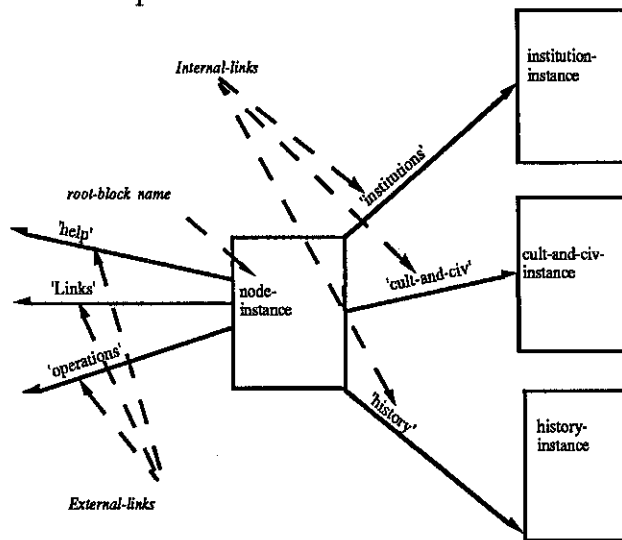 institution-
instance
Internal-links
'institutions'
root-block name
'help'
node-
instance
cult-and-civ-
instance
'Links'
'cult-and-civ'
'operations'
'history'
history-
instance
External-links